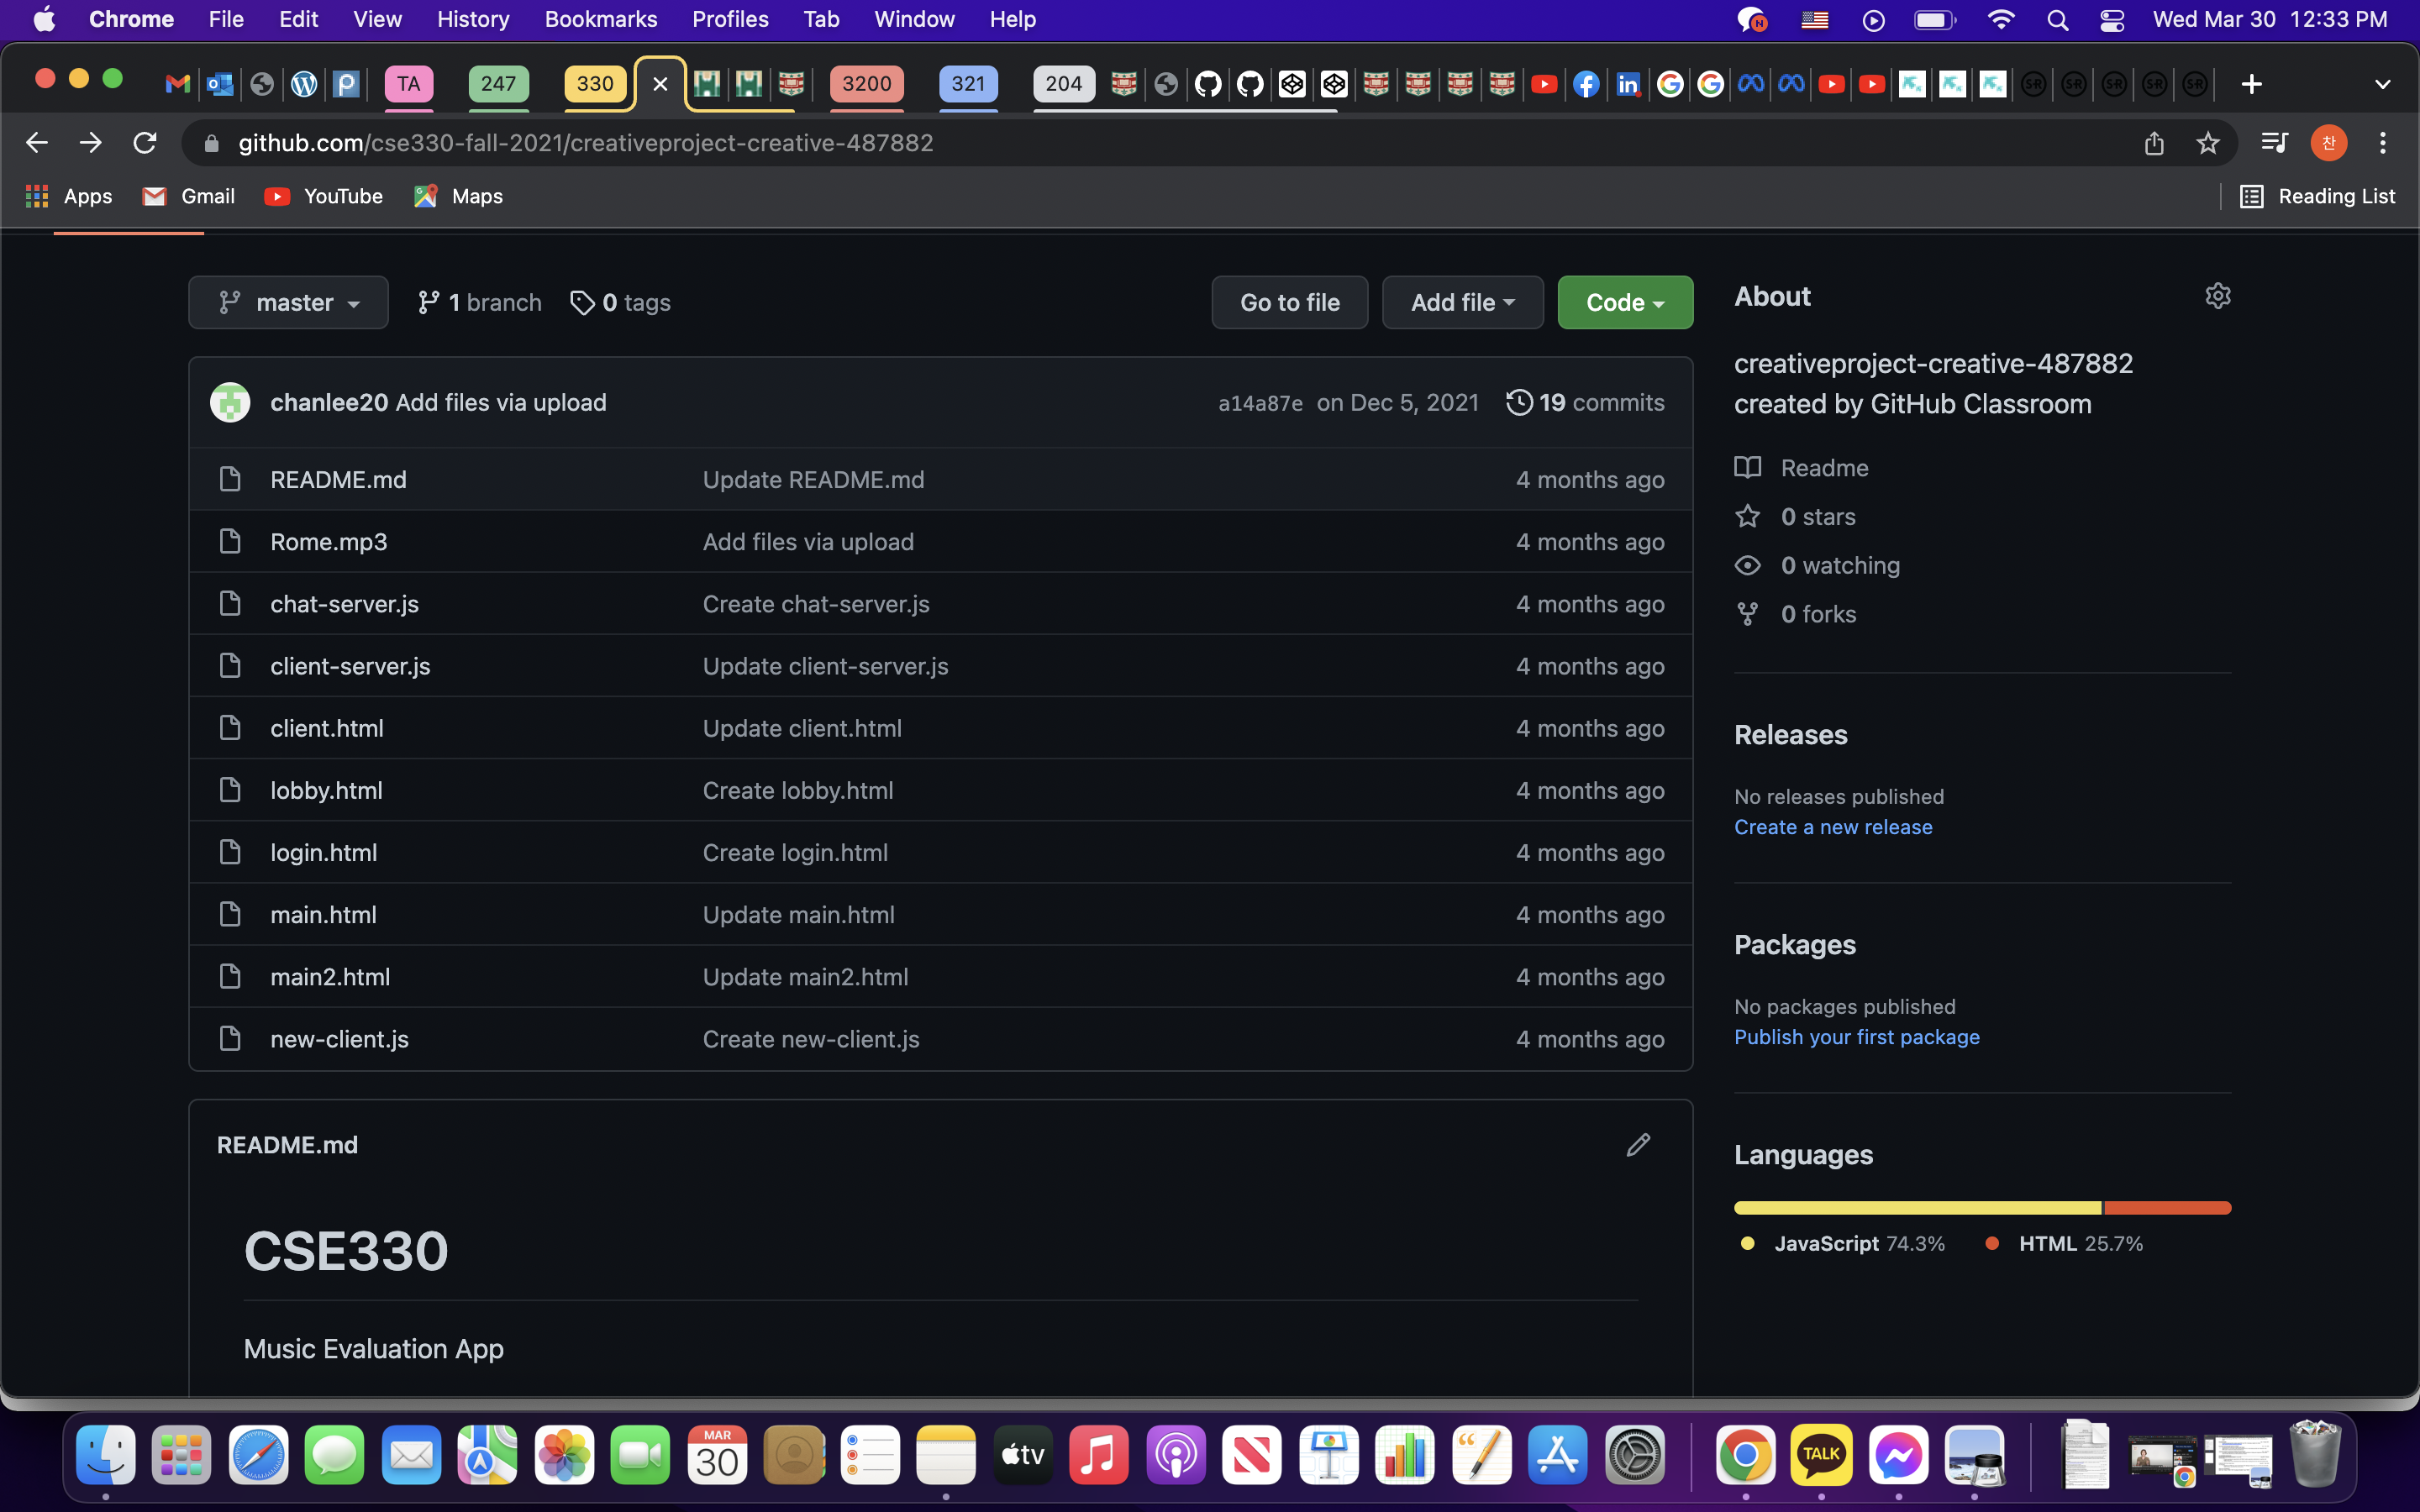 Chrome File Edit View History Bookmarks Profiles Tab Window Help Wed Mar 30 12:33 PM
TA 247 330 3200 321 204
github.com/cse330-fall-2021/creativeproject-creative-487882 찬
Apps Gmail YouTube Maps Reading List
master 1 branch 0 tags Go to file Add file Code
chanlee20 Add files via upload a14a87e on Dec 5, 2021 19 commits
README.md Update README.md 4 months ago
Rome.mp3 Add files via upload 4 months ago
chat-server.js Create chat-server.js 4 months ago
client-server.js Update client-server.js 4 months ago
client.html Update client.html 4 months ago
lobby.html Create lobby.html 4 months ago
login.html Create login.html 4 months ago
main.html Update main.html 4 months ago
main2.html Update main2.html 4 months ago
new-client.js Create new-client.js 4 months ago
README.md
CSE330
Music Evaluation App
About
creativeproject-creative-487882
created by GitHub Classroom
Readme
0 stars
0 watching
0 forks
Releases
No releases published
Create a new release
Packages
No packages published
Publish your first package
Languages
JavaScript 74.3% HTML 25.7%
MAR
30
tv
TALK